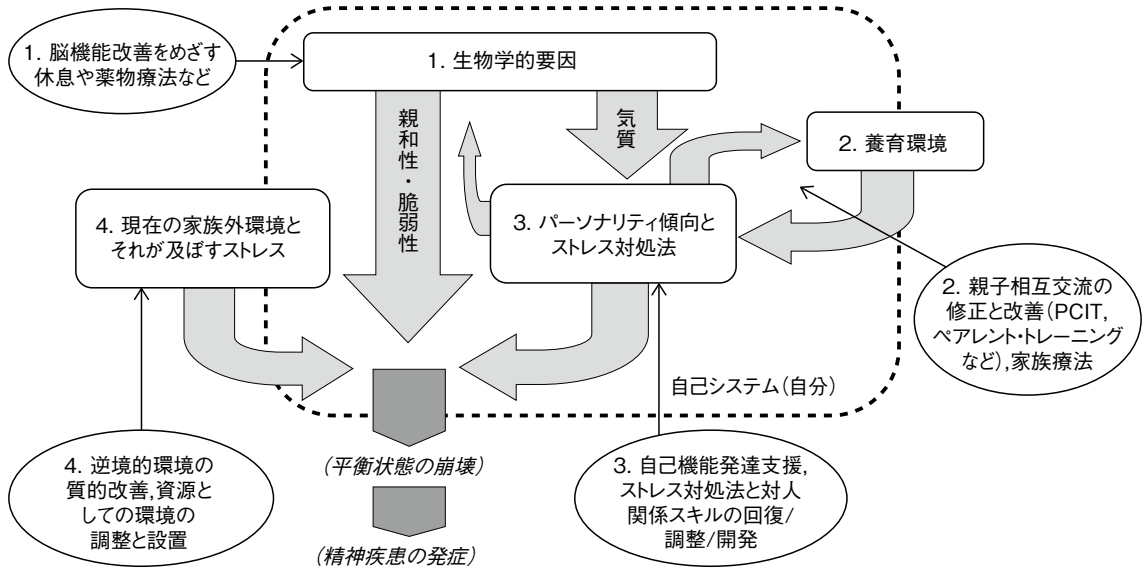 1. 脳機能改善をめざす
休息や薬物療法など
1. 生物学的要因
親和性・脆弱性
気質
2. 養育環境
4. 現在の家族外環境と
それが及ぼすストレス
3. パーソナリティ傾向と
ストレス対処法
2. 親子相互交流の
修正と改善(PCIT,
ペアレント・トレーニング
など),家族療法
自己システム(自分)
4. 逆境的環境の
質的改善,資源と
しての環境の
調整と設置
(平衡状態の崩壊)
(精神疾患の発症)
3. 自己機能発達支援,
ストレス対処法と対人
関係スキルの回復/
調整/開発